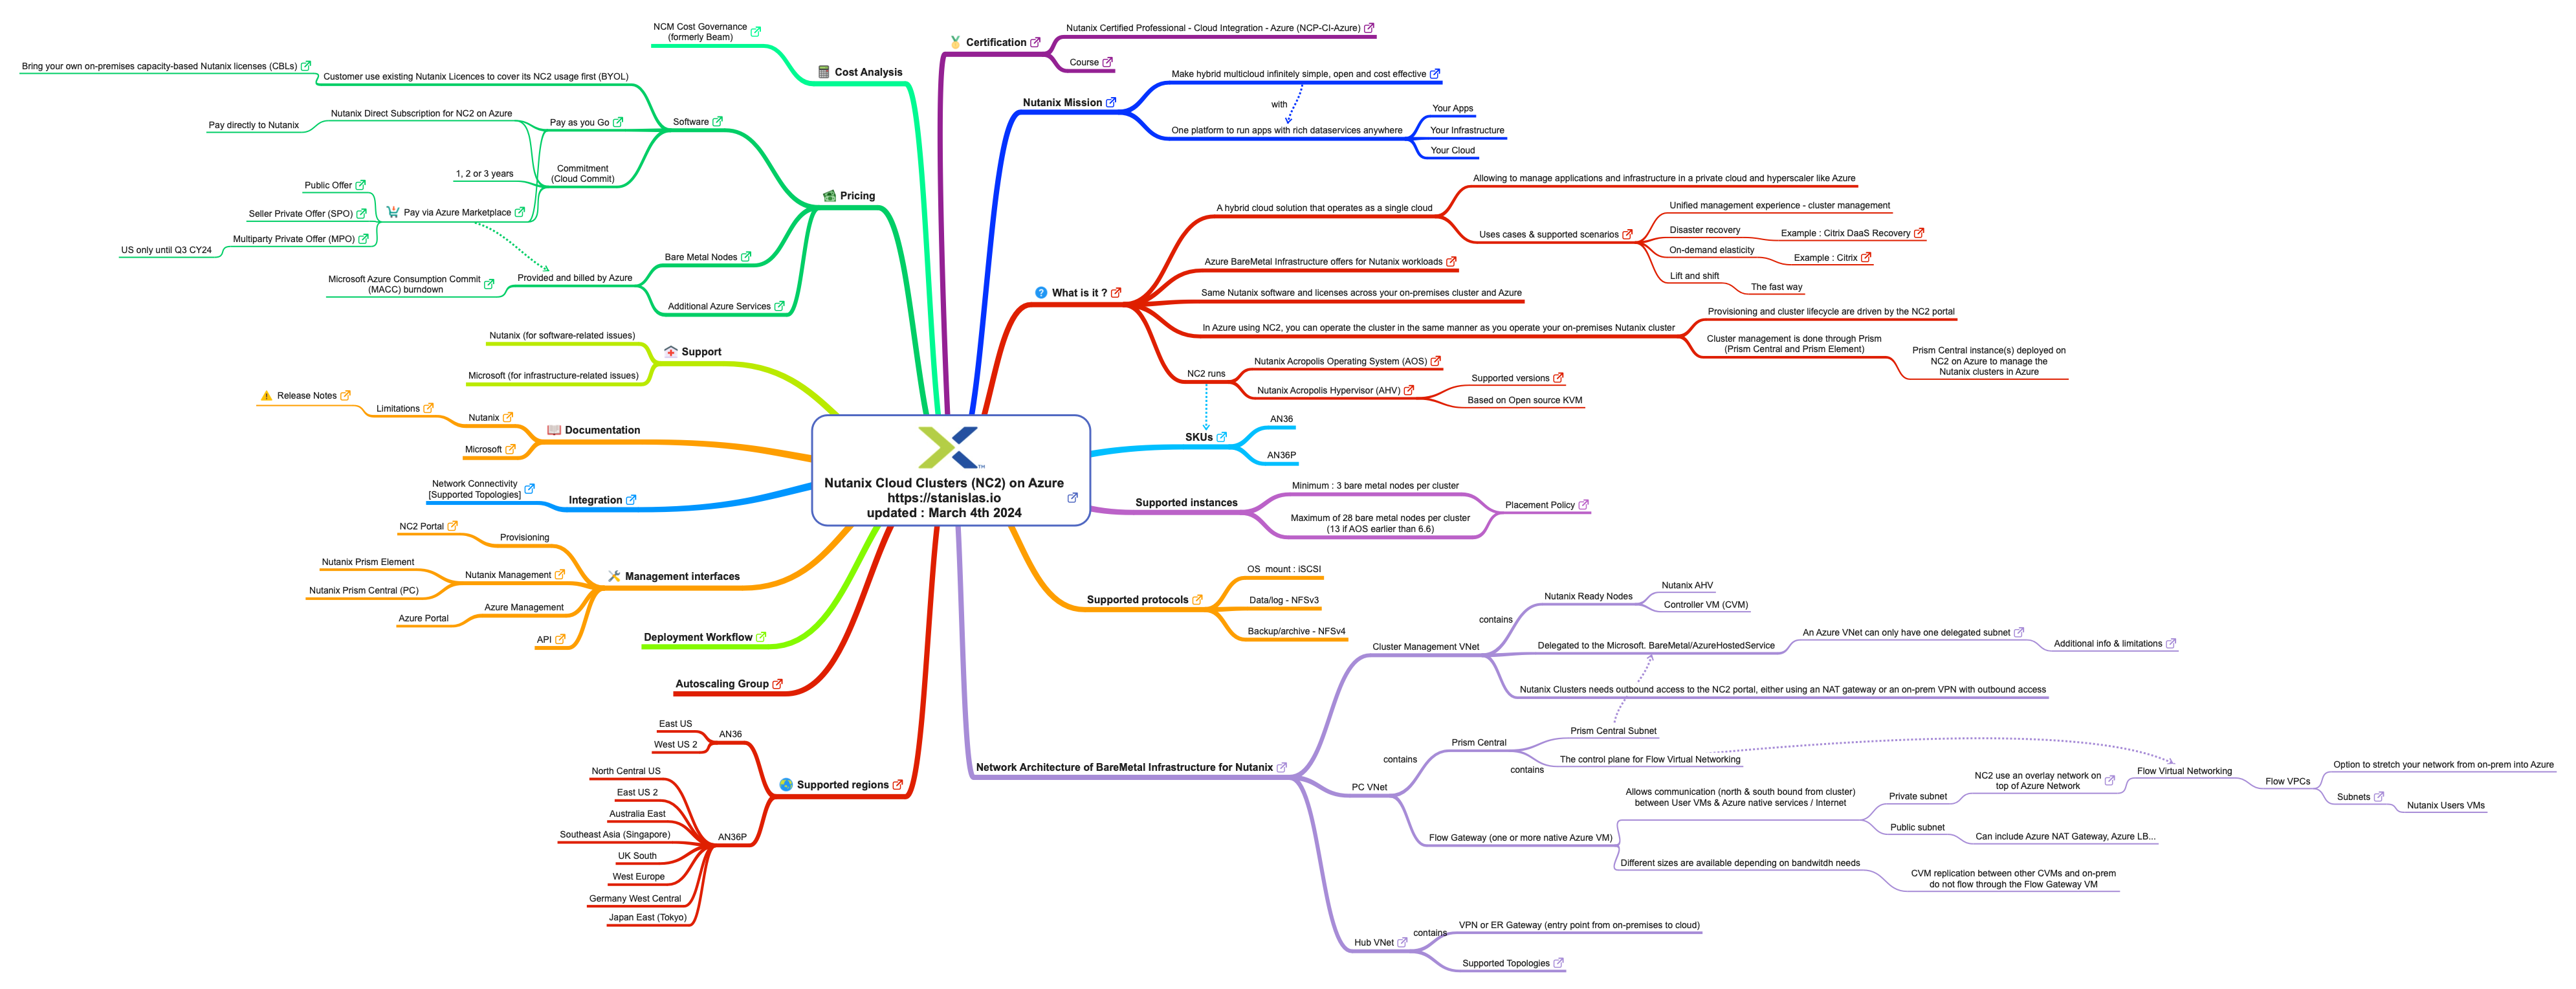 Nutanix Cloud Clusters (NC2) on Azure
https://stanislas.io
updated : March 4th 2024
TM
Certification
Nutanix Certified Professional - Cloud Integration - Azure (NCP-CI-Azure)
Course
Nutanix Mission
Make hybrid multicloud infinitely simple, open and cost effective
with
One platform to run apps with rich dataservices anywhere
Your Apps
Your Infrastructure
Your Cloud
What is it ?
A hybrid cloud solution that operates as a single cloud
Allowing to manage applications and infrastructure in a private cloud and hyperscaler like Azure
Uses cases & supported scenarios
Unified management experience - cluster management
Disaster recovery
Example : Citrix DaaS Recovery
On-demand elasticity
Example : Citrix
Lift and shift
The fast way
Azure BareMetal Infrastructure offers for Nutanix workloads
Same Nutanix software and licenses across your on-premises cluster and Azure
In Azure using NC2, you can operate the cluster in the same manner as you operate your on-premises Nutanix cluster
Provisioning and cluster lifecycle are driven by the NC2 portal
Cluster management is done through Prism
(Prism Central and Prism Element)
Prism Central instance(s) deployed on
NC2 on Azure to manage the
Nutanix clusters in Azure
NC2 runs
Nutanix Acropolis Operating System (AOS)
Nutanix Acropolis Hypervisor (AHV)
Supported versions
Based on Open source KVM
SKUs
AN36
AN36P
Supported instances
Minimum : 3 bare metal nodes per cluster
Maximum of 28 bare metal nodes per cluster
(13 if AOS earlier than 6.6)
Placement Policy
Supported protocols
OS  mount : iSCSI
Data/log - NFSv3
Backup/archive - NFSv4
Network Architecture of BareMetal Infrastructure for Nutanix
Cluster Management VNet
contains
Nutanix Ready Nodes
Nutanix AHV
Controller VM (CVM)
Delegated to the Microsoft. BareMetal/AzureHostedService
An Azure VNet can only have one delegated subnet
Additional info & limitations
Nutanix Clusters needs outbound access to the NC2 portal, either using an NAT gateway or an on-prem VPN with outbound access
PC VNet
contains
Prism Central
contains
Prism Central Subnet
The control plane for Flow Virtual Networking
Flow Gateway (one or more native Azure VM)
Allows communication (north & south bound from cluster)
between User VMs & Azure native services / Internet
Private subnet
NC2 use an overlay network on
top of Azure Network
Flow Virtual Networking
Flow VPCs
Option to stretch your network from on-prem into Azure
Subnets
Nutanix Users VMs
Public subnet
Can include Azure NAT Gateway, Azure LB...
Different sizes are available depending on bandwitdh needs
CVM replication between other CVMs and on-prem
do not flow through the Flow Gateway VM
Hub VNet
contains
VPN or ER Gateway (entry point from on-premises to cloud)
Supported Topologies
Cost Analysis
NCM Cost Governance
(formerly Beam)
Pricing
Software
Customer use existing Nutanix Licences to cover its NC2 usage first (BYOL)
Bring your own on-premises capacity-based Nutanix licenses (CBLs)
Pay as you Go
Nutanix Direct Subscription for NC2 on Azure
Pay directly to Nutanix
Commitment
(Cloud Commit)
1, 2 or 3 years
Pay via Azure Marketplace
Public Offer
Seller Private Offer (SPO)
Multiparty Private Offer (MPO)
US only until Q3 CY24
Bare Metal Nodes
Additional Azure Services
Provided and billed by Azure
Microsoft Azure Consumption Commit
(MACC) burndown
Support
Nutanix (for software-related issues)
Microsoft (for infrastructure-related issues)
Documentation
Nutanix
Limitations
Release Notes
Microsoft
Integration
Network Connectivity
[Supported Topologies]
Management interfaces
Provisioning
NC2 Portal
Nutanix Management
Nutanix Prism Element
Nutanix Prism Central (PC)
Azure Management
Azure Portal
API
Deployment Workflow
Autoscaling Group
Supported regions
AN36
East US
West US 2
AN36P
North Central US
East US 2
Australia East
Southeast Asia (Singapore)
UK South
West Europe
Germany West Central
Japan East (Tokyo)